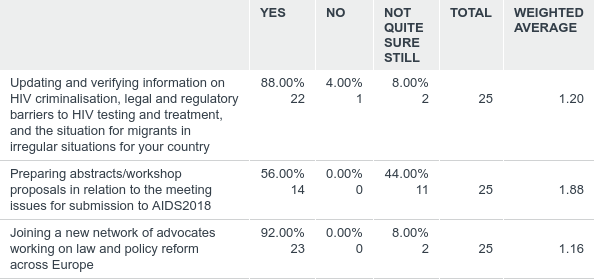 YES NO NOT QUITE SURE STILL TOTAL WEIGHTED AVERAGE
Updating and verifying information on 88.00% 4.00% 8.00%
HIV criminalisation, legal and regulatory 22 1 2 25 1.20
barriers to HIV testing and treatment,
and the situation for migrants in
irregular situations for your country
Preparing abstracts/workshop 56.00% 0.00% 44.00%
proposals in relation to the meeting 14 0 11 25 1.88
issues for submission to AIDS2018
Joining a new network of advocates 92.00% 0.00% 8.00%
working on law and policy reform 23 0 2 25 1.16
across Europe